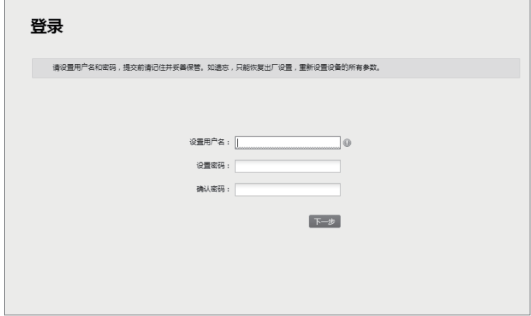 登录
请设置用户名和密码，提交前请记住并妥善保管。如遗忘，只能恢复出厂设置，重新设置设备的所有参数。
设置用户名：
设置密码：
确认密码：
下一步